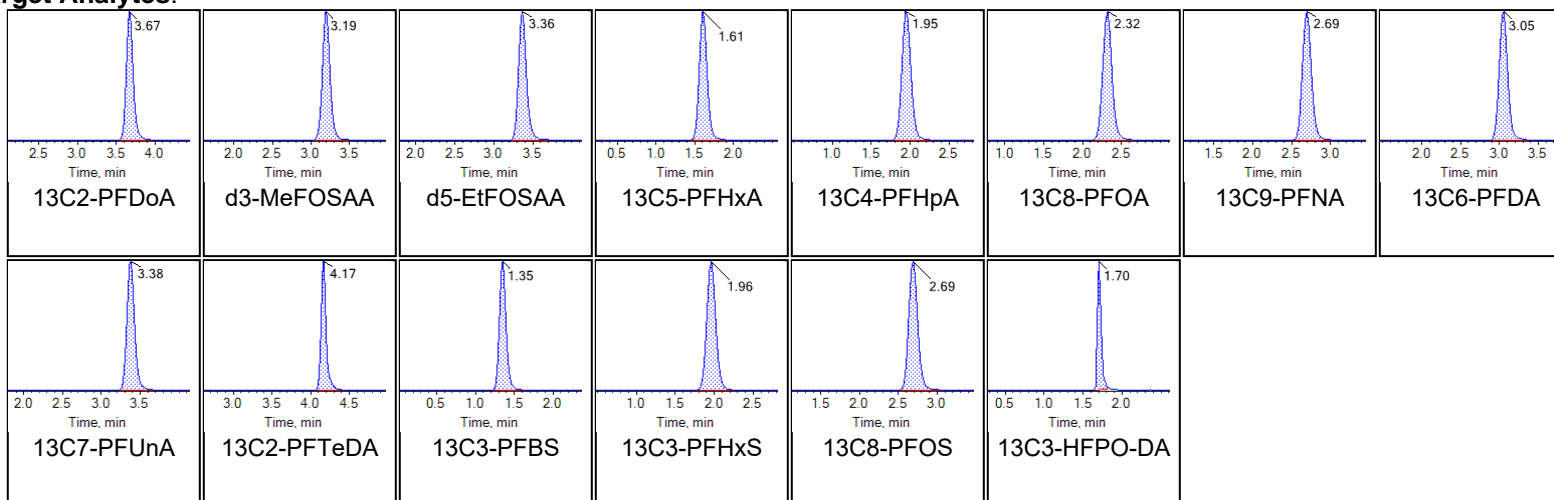 rget Analytes:
3.67 3.19 3.36 1.61 1.95 2.32 2.69 3.05
2.5 3.0 3.5 4.0 2.0 2.5 3.0 3.5 2.0 2.5 3.0 3.5 0.5 1.0 1.5 2.0 1.0 1.5 2.0 2.5 1.0 1.5 2.0 2.5 1.5 2.0 2.5 3.0 2.0 2.5 3.0 3.5
Time, min Time, min Time, min Time, min Time, min Time, min Time, min Time, min
13C2-PFDoA d3-MeFOSAA d5-EtFOSAA 13C5-PFHxA 13C4-PFHpA 13C8-PFOA 13C9-PFNA 13C6-PFDA
3.38 4.17 1.35 1.96 2.69 1.70
2.0 2.5 3.0 3.5 3.0 3.5 4.0 4.5 0.5 1.0 1.5 2.0 1.0 1.5 2.0 2.5 1.5 2.0 2.5 3.0 0.5 1.0 1.5 2.0
Time, min Time, min Time, min Time, min Time, min Time, min
13C7-PFUnA 13C2-PFTeDA 13C3-PFBS 13C3-PFHxS 13C8-PFOS 13C3-HFPO-DA